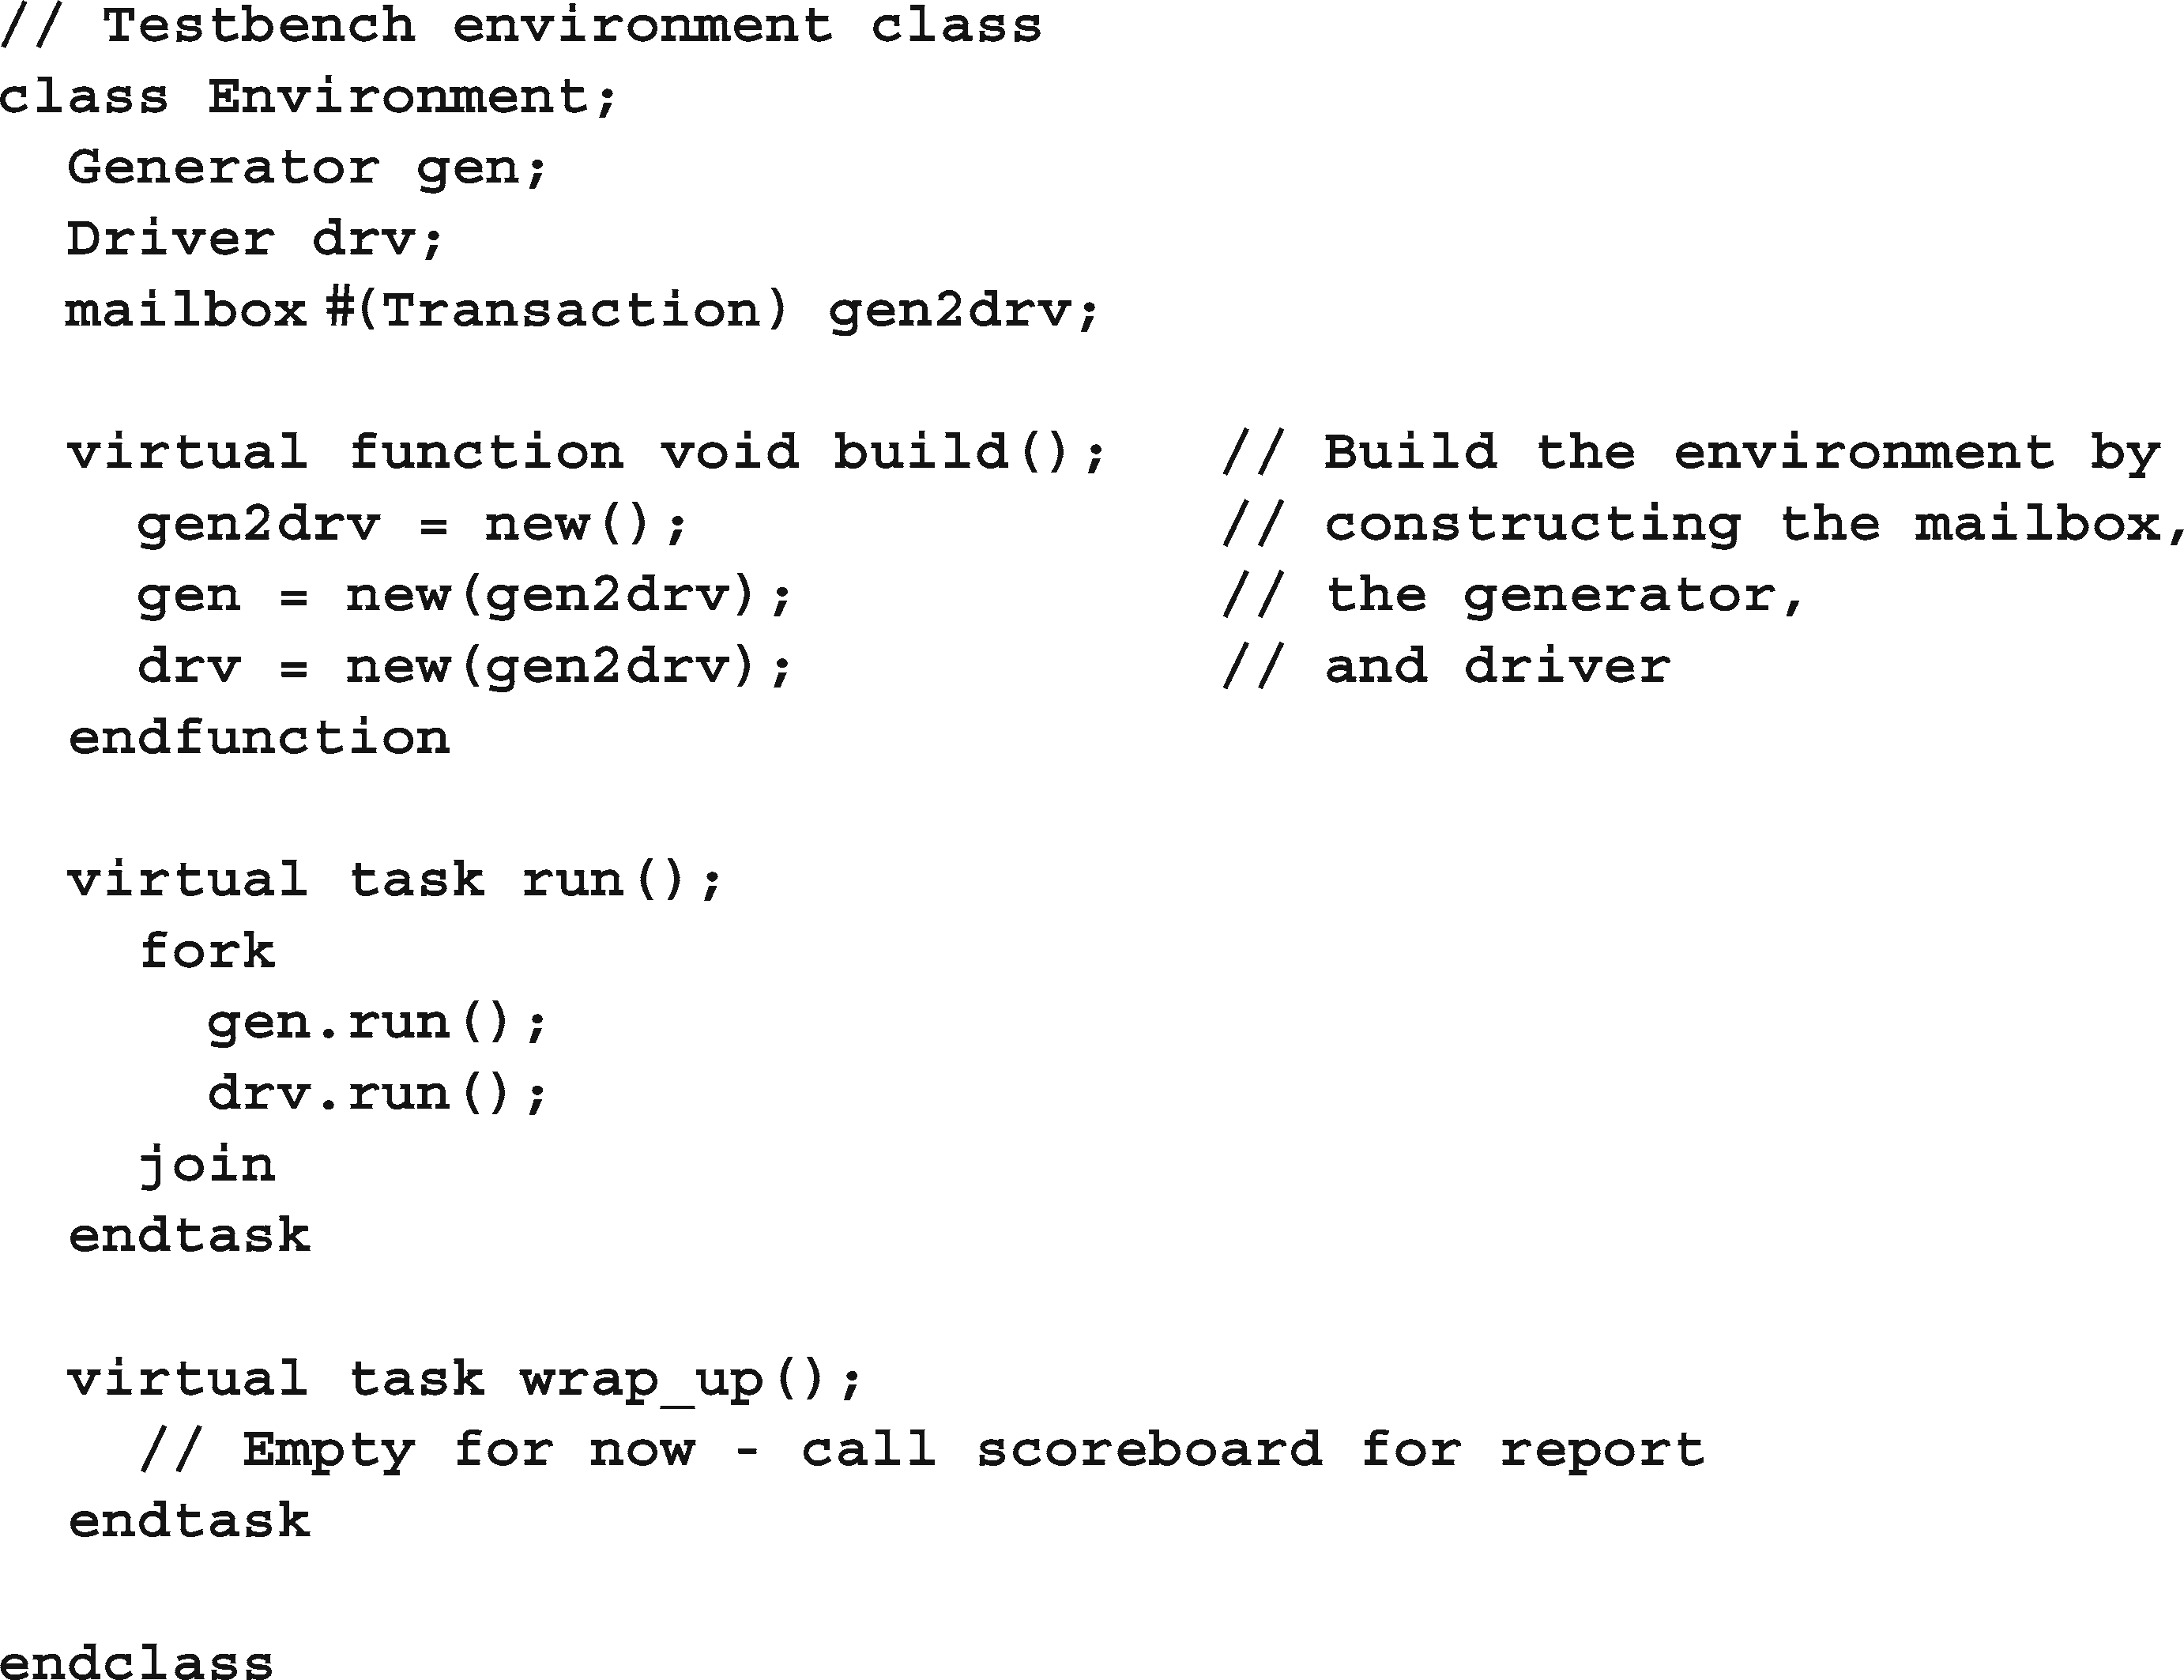 // Testbench environment class
class Environment;
  Generator gen;
  Driver drv;
  mailbox #(Transaction) gen2drv;

  virtual function void build();   // Build the environment by
    gen2drv = new();               // constructing the mailbox,
    gen = new(gen2drv);            // the generator,
    drv = new(gen2drv);            // and driver
  endfunction

  virtual task run();
    fork
      gen.run();
      drv.run();
    join
  endtask

  virtual task wrap_up();
    // Empty for now - call scoreboard for report
  endtask

endclass